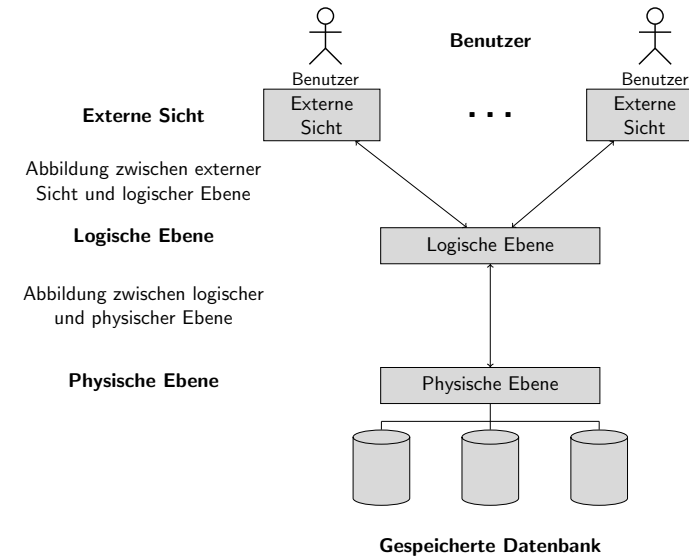 Benutzer
Benutzer
Benutzer
Externe Sicht
Externe
Sicht
. . .
Externe
Sicht
Abbildung zwischen externer
Sicht und logischer Ebene
Logische Ebene
Logische Ebene
Abbildung zwischen logischer
und physischer Ebene
Physische Ebene
Physische Ebene
Gespeicherte Datenbank